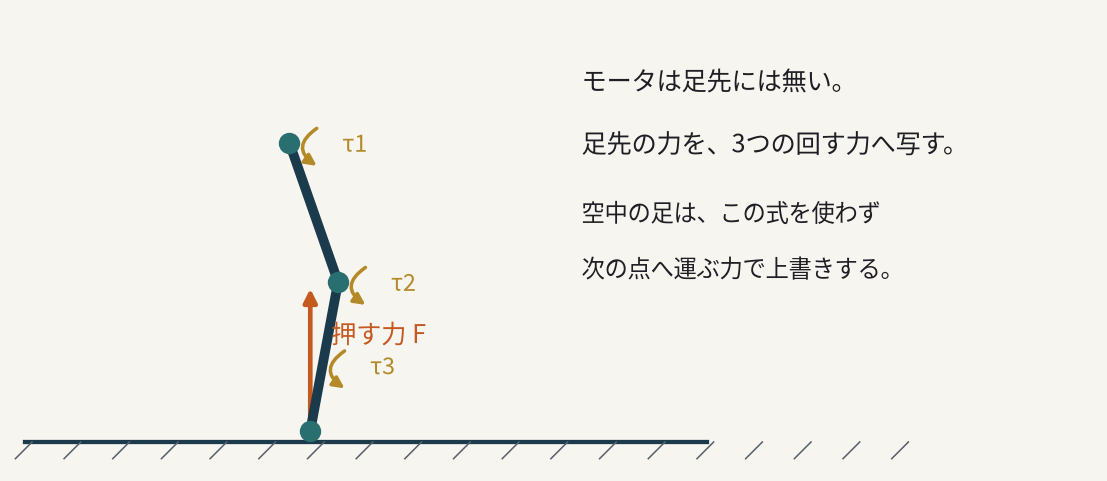 モータは足先には無い。
足先の力を、3つの回す力へ写す。
空中の足は、この式を使わず
次の点へ運ぶ力で上書きする。
τ1
τ2
押す力 F
τ3